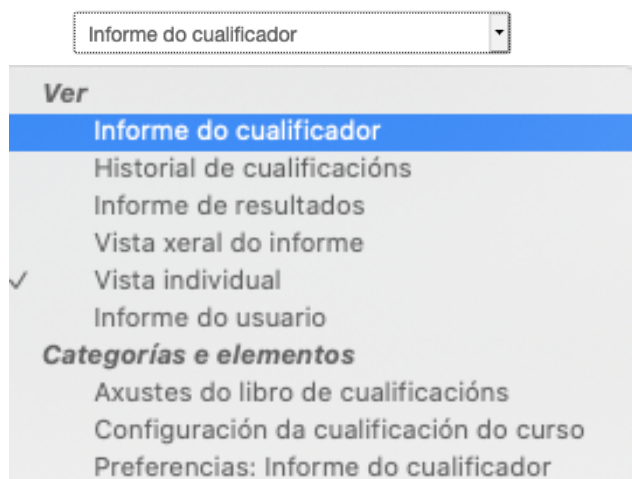 Informe do cualificador
Ver
Informe do cualificador
Historial de cualificacións
Informe de resultados
Vista xeral do informe
✓ Vista individual
Informe do usuario
Categorías e elementos
Axustes do libro de cualificacións
Configuración da cualificación do curso
Preferencias: Informe do cualificador